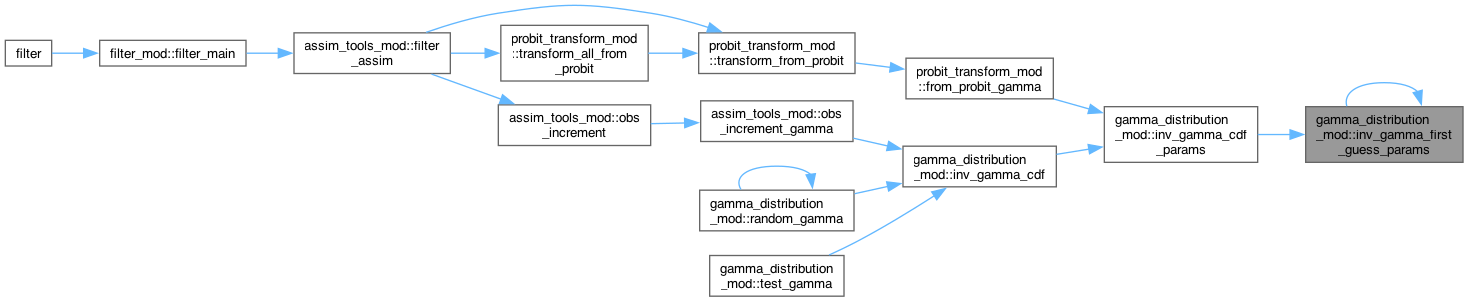 filter
filter_mod::filter_main
assim_tools_mod::filter
_assim
probit_transform_mod
::transform_all_from
_probit
probit_transform_mod
::transform_from_probit
probit_transform_mod
::from_probit_gamma
assim_tools_mod::obs
_increment
assim_tools_mod::obs
_increment_gamma
gamma_distribution
_mod::inv_gamma_cdf
gamma_distribution
_mod::random_gamma
gamma_distribution
_mod::test_gamma
gamma_distribution
_mod::inv_gamma_cdf
_params
gamma_distribution
_mod::inv_gamma_first
_guess_params